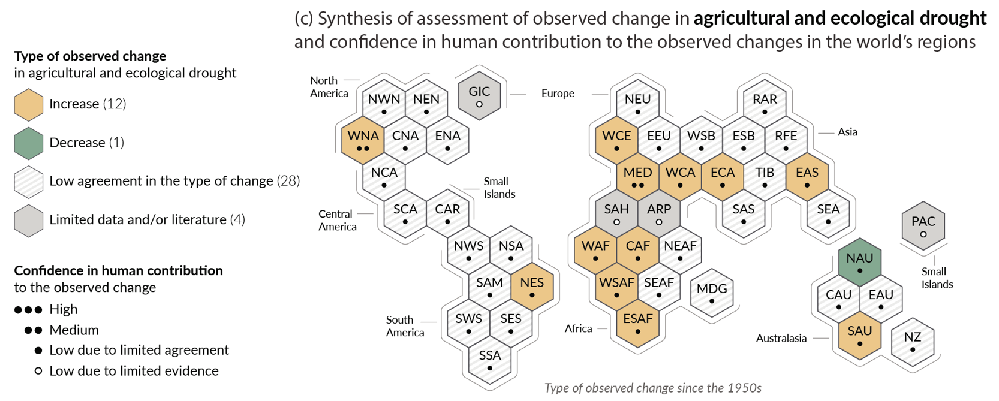 (c) Synthesis of assessment of observed change in agricultural and ecological drought
and confidence in human contribution to the observed changes in the world's regions
Type of observed change
in agricultural and ecological drought
Increase (12)
Decrease (1)
Low agreement in the type of change (28)
Limited data and/or literature (4)
Confidence in human contribution
to the observed change
High
Medium
Low due to limited agreement
Low due to limited evidence
North
America
NWN NEN GIC
WNA CNA ENA
NCA
Small
Islands
Central
America
SCA CAR
NWS NSA
SAM NES
South
America
SWS SES
SSA
Europe
NEU RAR
Asia
WCE EEU WSB ESB RFE
MED WCA ECA TIB EAS
SAH ARP SAS SEA
WAF CAF NEAF
WSAF SEAF MDG
Africa
ESAF
PAC
Small
Islands
NAU
CAU EAU
Australasia
SAU NZ
Type of observed change since the 1950s